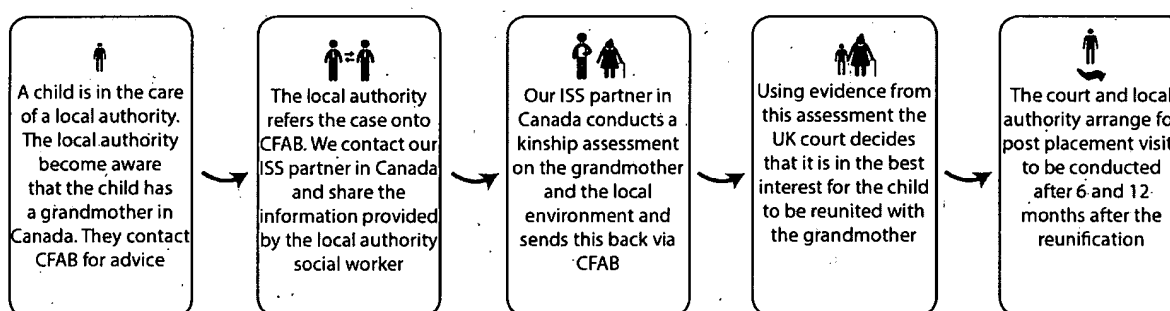 A child is in the care
of a local authority.
The local authority
become aware
that the child has
a grandmother in
Canada. They contact
CFAB for advice
The local authority
refers the case onto
CFAB. We contact our
ISS partner in Canada
and share the
information provided
by the local authority
social worker
Our ISS partner in
Canada conducts a
kinship assessment
on the grandmother
and the local
environment and
sends this back via
CFAB
Using evidence from
this assessment the
UK court decides
that it is in the best
interest for the child
to be reunited with
the grandmother
The court and local
authority arrange fo
post placement visit
to be conducted
after 6 and 12
months after the
reunification